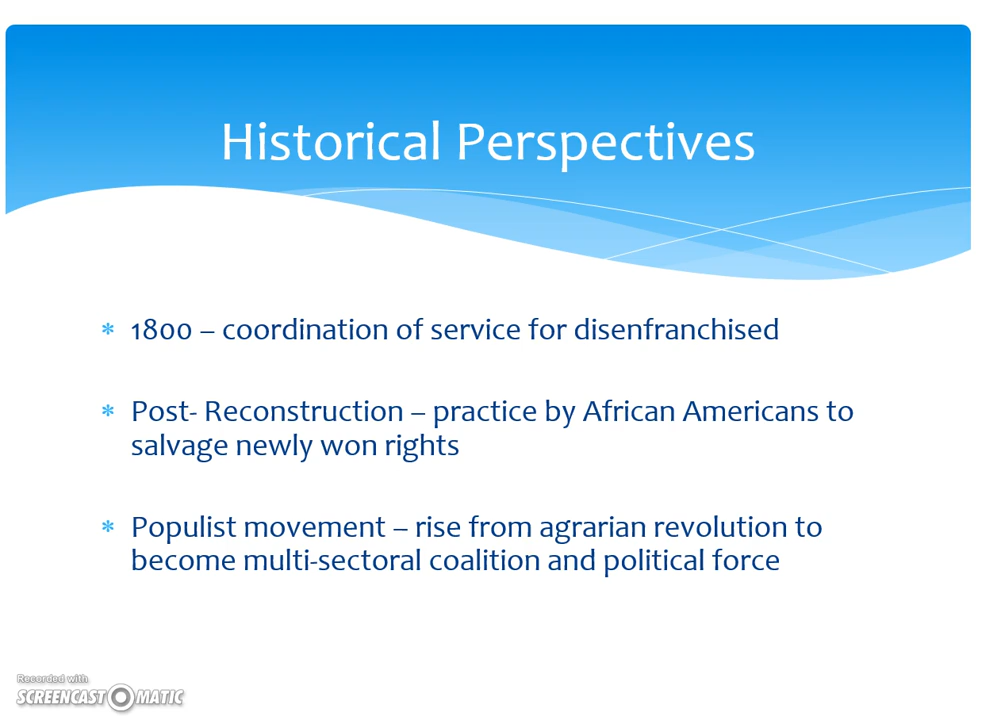 Historical Perspectives
* 1800 – coordination of service for disenfranchised
* Post- Reconstruction – practice by African Americans to
salvage newly won rights
* Populist movement – rise from agrarian revolution to
become multi-sectoral coalition and political force
Recorded with
SCREENCAST O MATIC